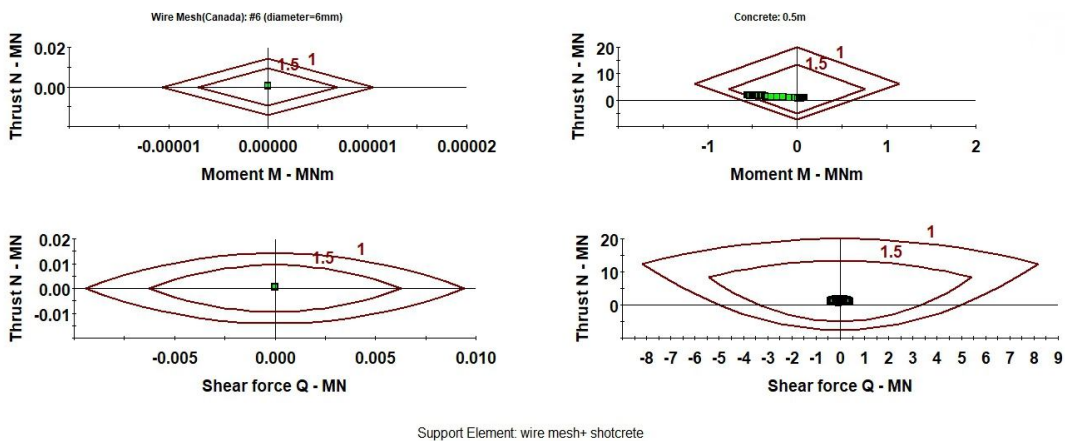 Wire Mesh(Canada): #6 (diameter=6mm)
Thrust N - MN
0.02
0.00
1.5
1
-0.00001
0.00000
0.00001
0.00002
Moment M - MNm
Concrete: 0.5m
Thrust N - MN
20
10
0
1.5
1
-1
0
1
2
Moment M - MNm
Thrust N - MN
0.02
0.01
0.00
-0.01
1.5
1
-0.005
0.000
0.005
0.010
Shear force Q - MN
Thrust N - MN
20
10
0
1.5
1
-8 -7 -6 -5 -4 -3 -2 -1 0 1 2 3 4 5 6 7 8 9
Shear force Q - MN
Support Element: wire mesh+ shotcrete